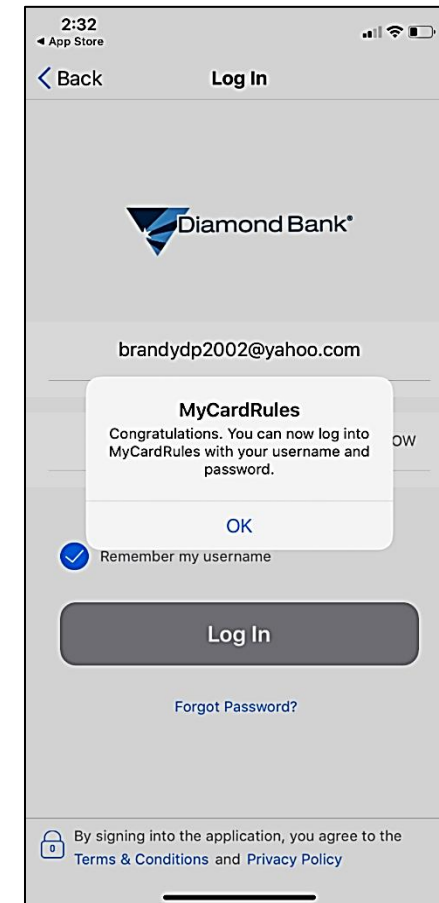 2:32
◀ App Store
Back
Log In
Diamond Bank®
brandydp2002@yahoo.com
MyCardRules
Congratulations. You can now log into
MyCardRules with your username and
password.
ow
OK
Remember my username
Log In
Forgot Password?
By signing into the application, you agree to the
Terms & Conditions and Privacy Policy